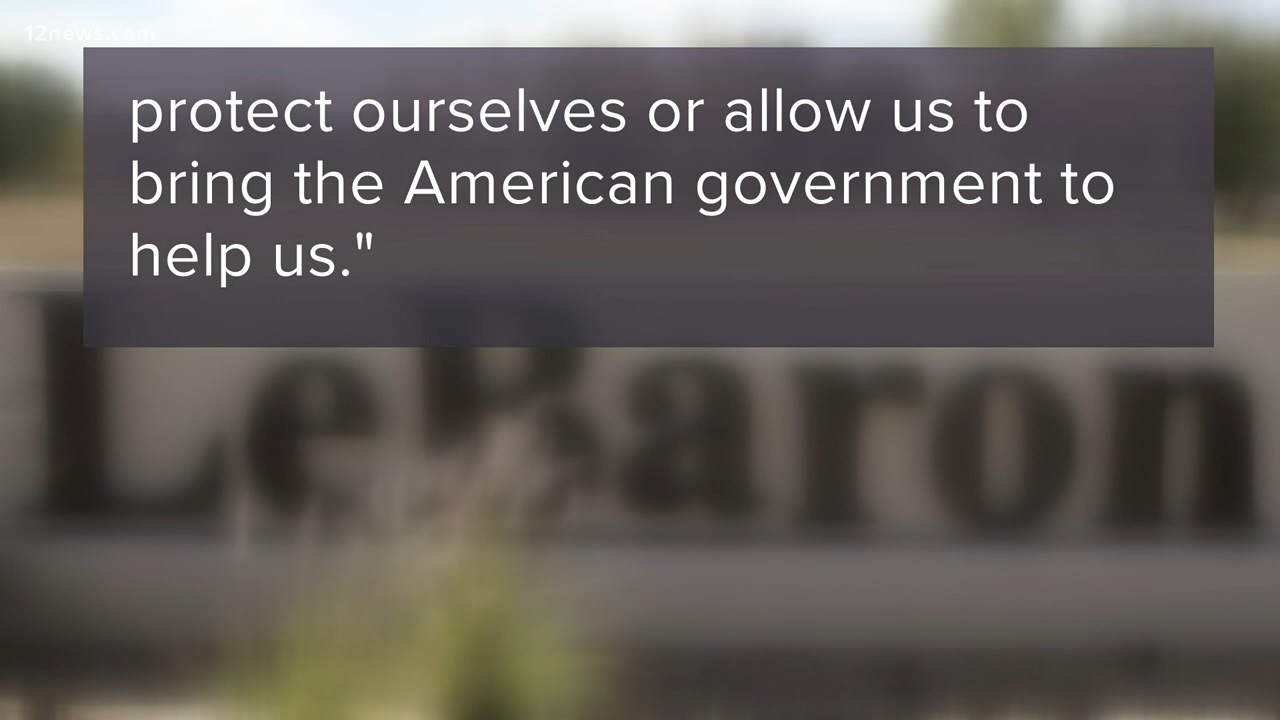 12news.com
protect ourselves or allow us to
bring the American government to
help us."
LeBaron